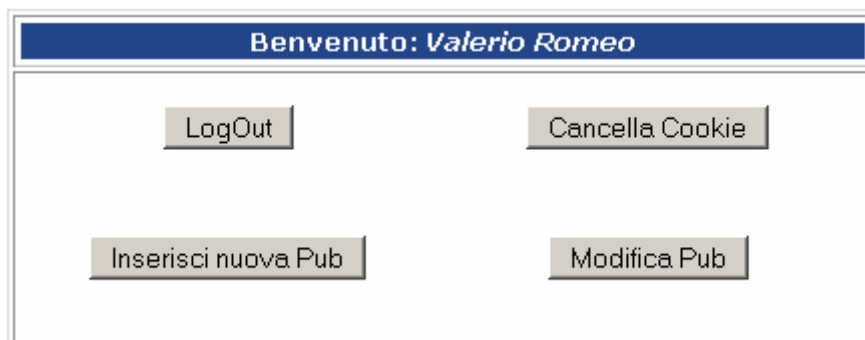 Benvenuto: Valerio Romeo
LogOut Cancella Cookie
Inserisci nuova Pub Modifica Pub